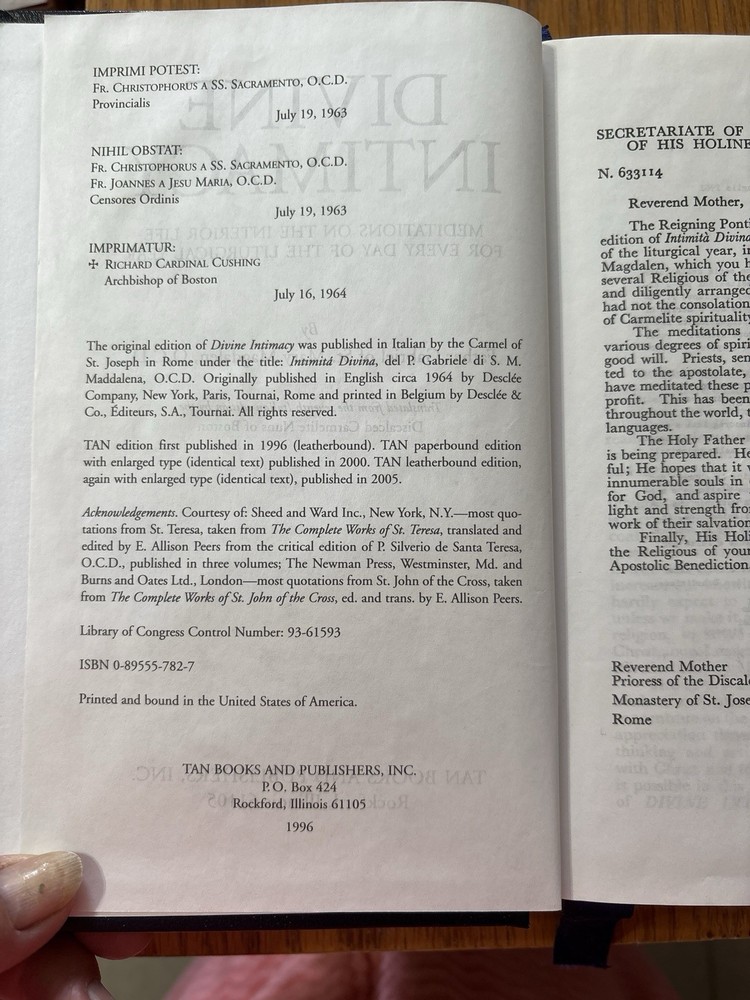 IMPRIMI POTEST:
FR. CHRISTOPHORUS A SS. SACRAMENTO, O.C.D.
Provincialis
July 19, 1963
NIHIL OBSTAT:
FR. CHRISTOPHORUS A SS. SACRAMENTO, O.C.D.
FR. JOANNES A JESU MARIA, O.C.D.
Censores Ordinis
July 19, 1963
IMPRIMATUR:
✠ RICHARD CARDINAL CUSHING
Archbishop of Boston
July 16, 1964
The original edition of Divine Intimacy was published in Italian by the Carmel of
St. Joseph in Rome under the title: Intimitá Divina, del P. Gabriele di S. M.
Maddalena, O.C.D. Originally published in English circa 1964 by Desclée
Company, New York, Paris, Tournai, Rome and printed in Belgium by Desclée &
Co., Éditeurs, S.A., Tournai. All rights reserved.
TAN edition first published in 1996 (leatherbound). TAN paperbound edition
with enlarged type (identical text) published in 2000. TAN leatherbound edition,
again with enlarged type (identical text), published in 2005.
Acknowledgements. Courtesy of: Sheed and Ward Inc., New York, N.Y.—most quo-
tations from St. Teresa, taken from The Complete Works of St. Teresa, translated and
edited by E. Allison Peers from the critical edition of P. Silverio de Santa Teresa,
O.C.D., published in three volumes; The Newman Press, Westminster, Md. and
Burns and Oates Ltd., London—most quotations from St. John of the Cross, taken
from The Complete Works of St. John of the Cross, ed. and trans. by E. Allison Peers.
Library of Congress Control Number: 93-61593
ISBN 0-89555-782-7
Printed and bound in the United States of America.
TAN BOOKS AND PUBLISHERS, INC.
P.O. Box 424
Rockford, Illinois 61105
1996
SECRETARIATE OF
OF HIS HOLINE
N. 633114
Reverend Mother,
The Reigning Ponti
edition of Intimità Divina
of the liturgical year, in
Magdalen, which you h
several Religious of the
and diligently arranged
had not the consolation
of Carmelite spirituality
The meditations
various degrees of spiri
good will. Priests, sem
ted to the apostolate,
have meditated these p
profit. This has been
throughout the world, t
languages.
The Holy Father
is being prepared. He
ful; He hopes that it w
innumerable souls in
for God, and aspire
light and strength fro
work of their salvation
Finally, His Holi
the Religious of your
Apostolic Benediction
Reverend Mother
Prioress of the Discal
Monastery of St. Jose
Rome